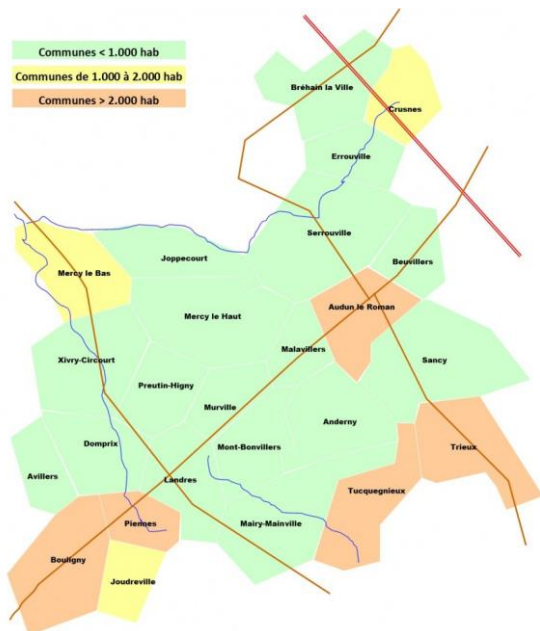 Communes < 1.000 hab
Communes de 1.000 à 2.000 hab
Communes > 2.000 hab
Bréhain la Ville
Crusnes
Errouville
Serrouville
Beuvillers
Joppecourt
Mercy le Bas
Audun le Roman
Mercy le Haut
Malavillers
Xivry-Circourt
Sancy
Preutin-Higny
Murville
Anderny
Domprix
Mont-Bonvillers
Trieux
Avillers
Landres
Tucquegnieux
Piennes
Mairy-Mainville
Bouligny
Joudreville